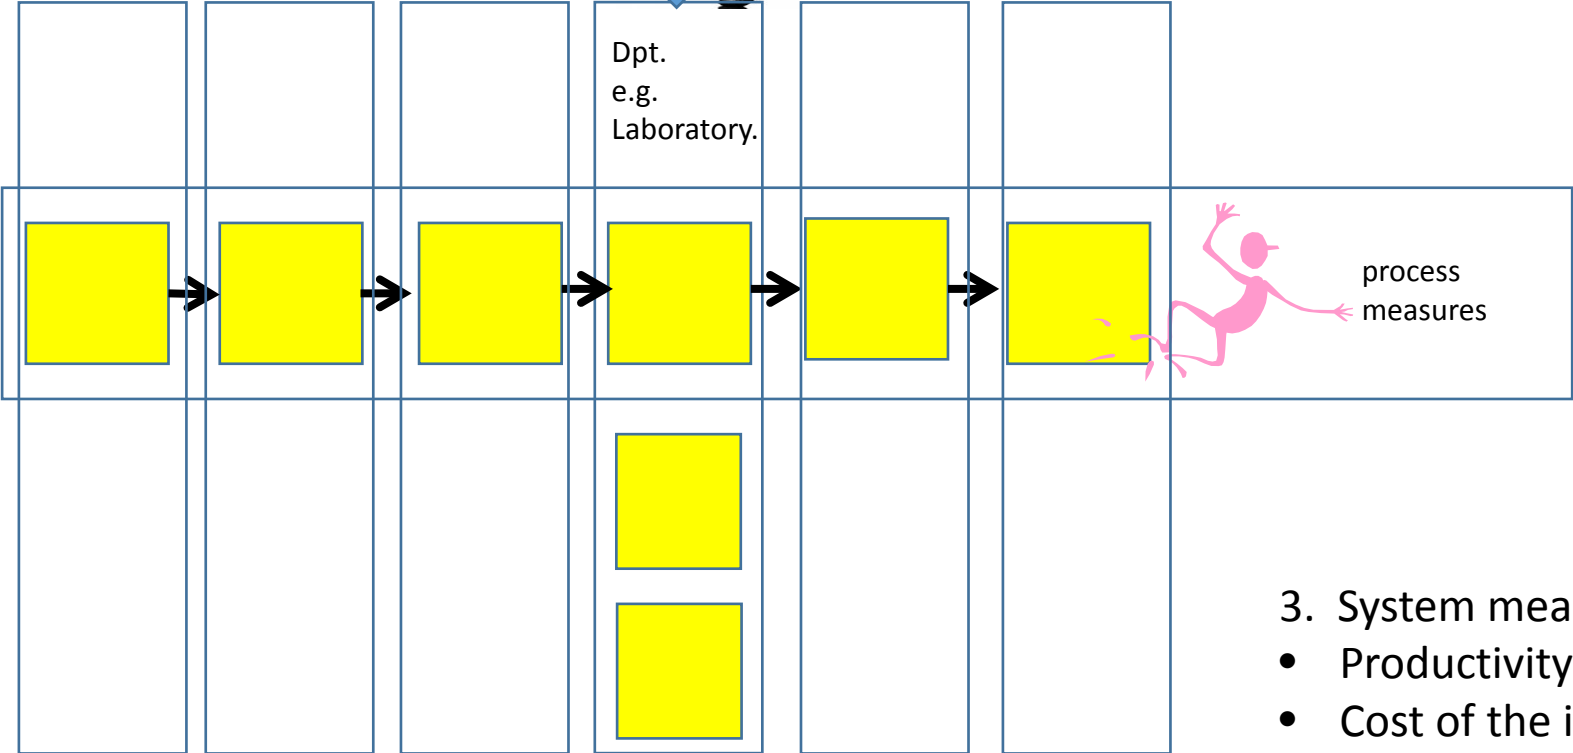 Dpt.
e.g.
Laboratory.
process
measures
3. System mea
• Productivity
• Cost of the i